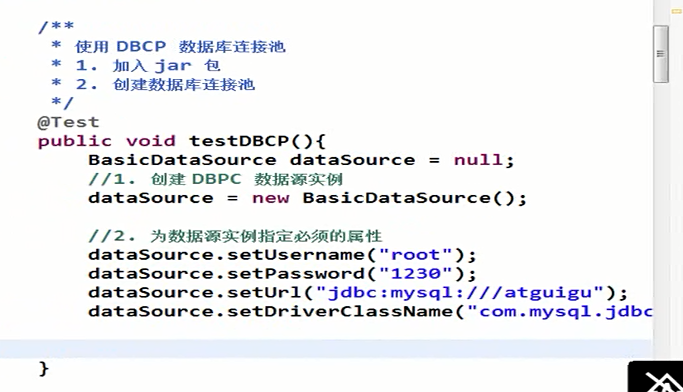 /**
 * 使用 DBCP 数据库连接池
 * 1. 加入 jar 包
 * 2. 创建数据库连接池
 */
@Test
public void testDBCP(){
    BasicDataSource dataSource = null;
    //1. 创建 DBPC 数据源实例
    dataSource = new BasicDataSource();
    //2. 为数据源实例指定必须的属性
    dataSource.setUsername("root");
    dataSource.setPassword("1230");
    dataSource.setUrl("jdbc:mysql:///atguigu");
    dataSource.setDriverClassName("com.mysql.jdbc
}